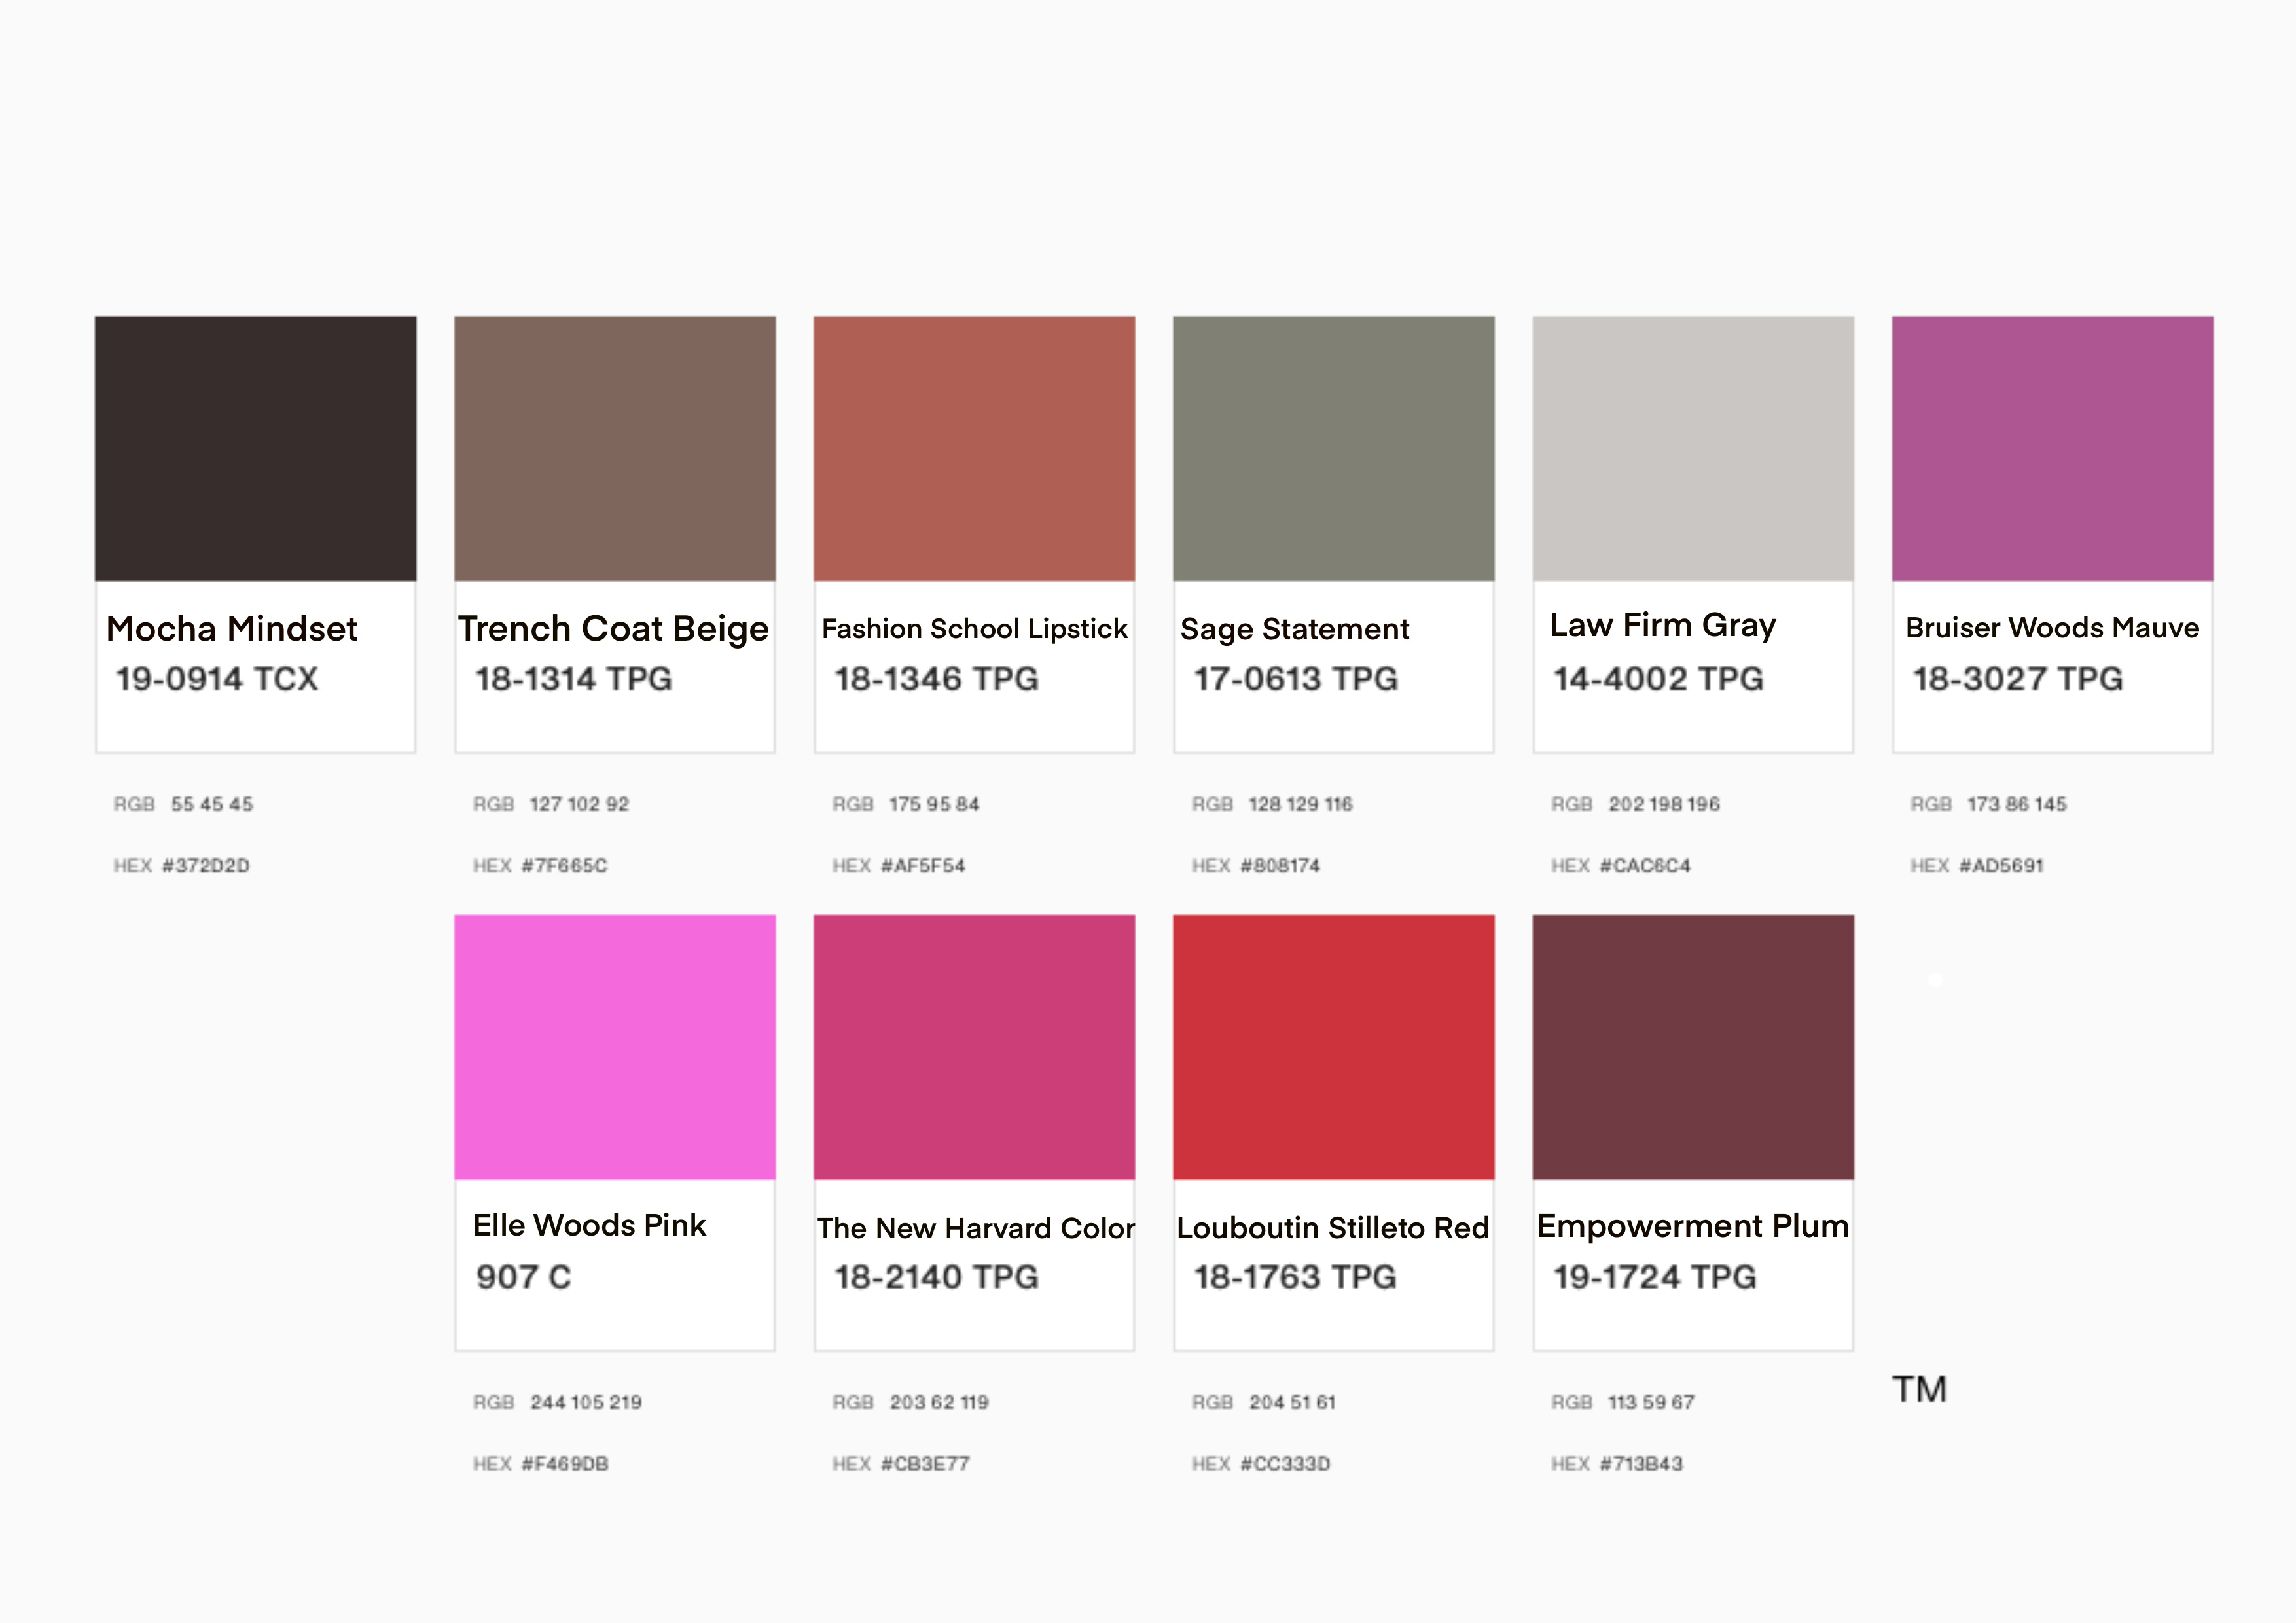 Mocha Mindset
19-0914 TCX
RGB 55 45 45
HEX #372D2D
Trench Coat Beige
18-1314 TPG
RGB 127 102 92
HEX #7F665C
Fashion School Lipstick
18-1346 TPG
RGB 175 95 84
HEX #AF5F54
Sage Statement
17-0613 TPG
RGB 128 129 116
HEX #808174
Law Firm Gray
14-4002 TPG
RGB 202 198 196
HEX #CAC6C4
Bruiser Woods Mauve
18-3027 TPG
RGB 173 86 145
HEX #AD5691
Elle Woods Pink
907 C
RGB 244 105 219
HEX #F469DB
The New Harvard Color
18-2140 TPG
RGB 203 62 119
HEX #CB3E77
Louboutin Stilleto Red
18-1763 TPG
RGB 204 51 61
HEX #CC333D
Empowerment Plum
19-1724 TPG
RGB 113 59 67
HEX #713B43
TM